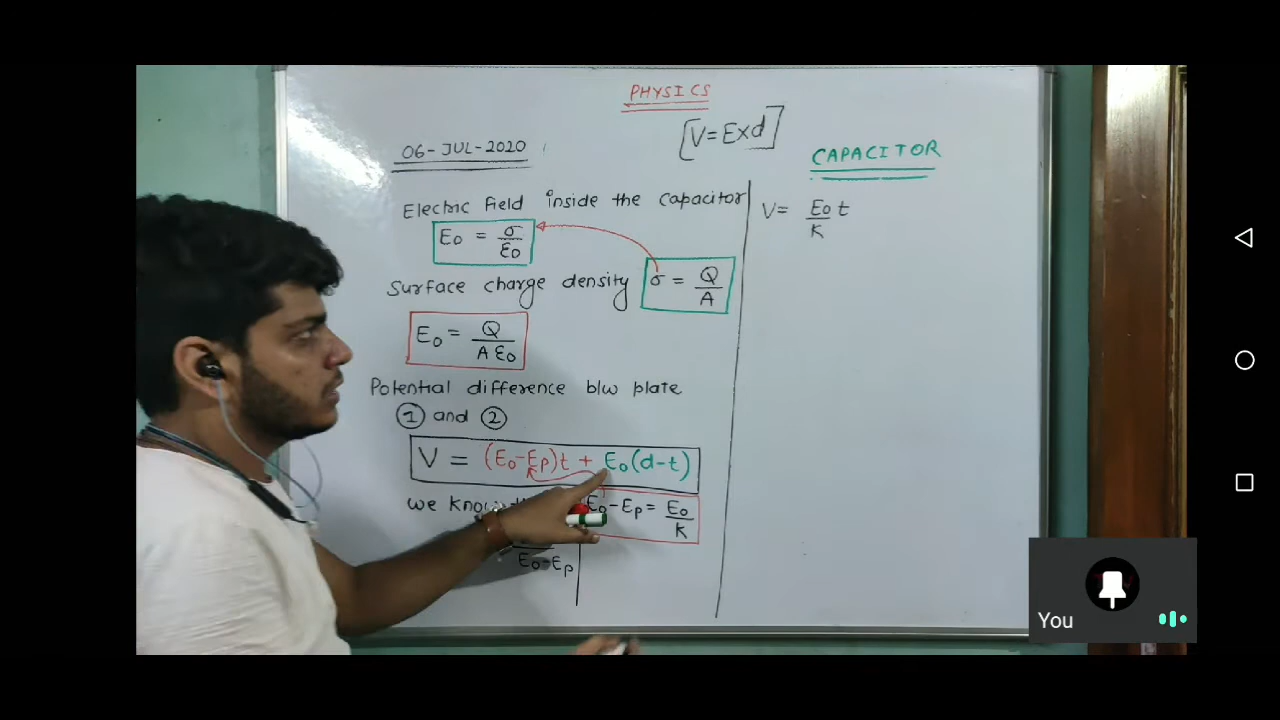 PHYSICS
[V=E×d]
06-JUL-2020
CAPACITOR
Electric field inside the capacitor
E0 = σ/ε0
Surface charge density σ = Q/A
E0 = Q/Aε0
Potential difference b/w plate
① and ②
V = (E0-Ep)t + E0(d-t)
we know E0-Ep = E0/K
E0-Ep
V= E0t/K
You